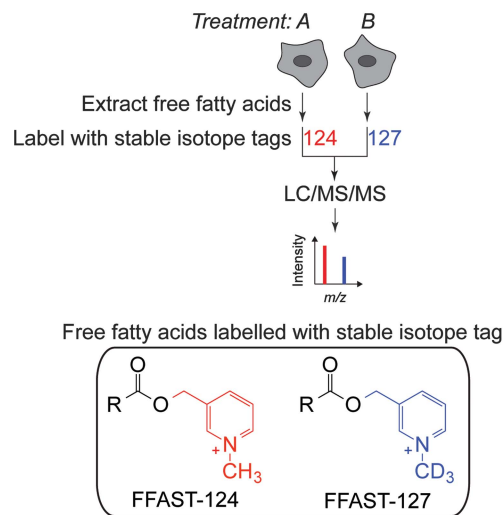 Treatment: A B
Extract free fatty acids
Label with stable isotope tags 124 127
LC/MS/MS
Intensity
m/z
Free fatty acids labelled with stable isotope tag
O
R
O
N
+
CH3
FFAST-124
O
R
O
N
+
CD3
FFAST-127